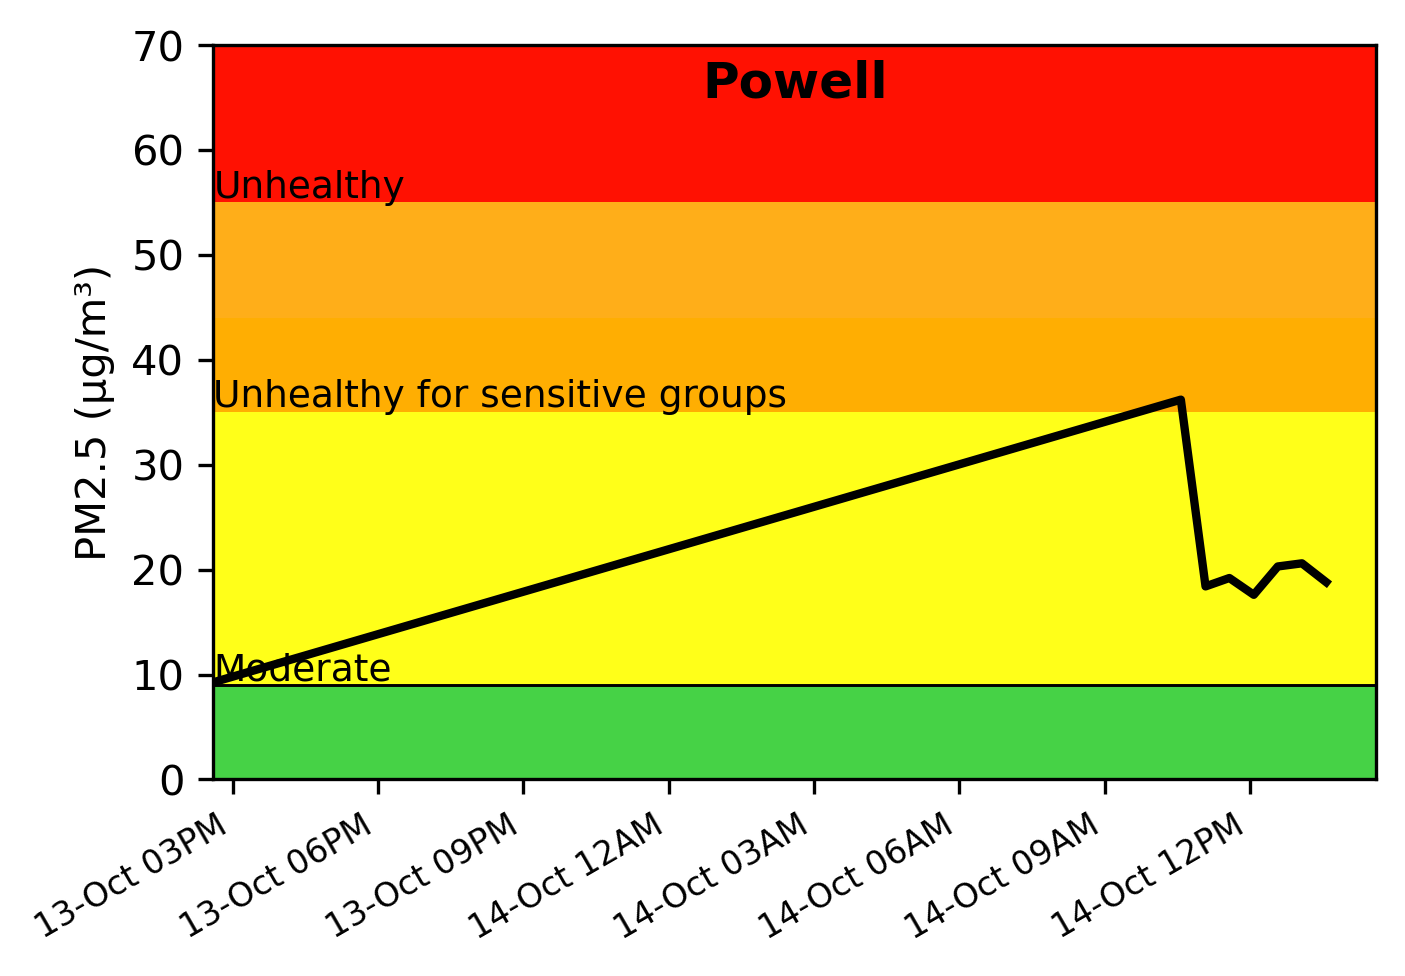 Powell
70
60
50
40
30
20
10
0
PM2.5 (µg/m³)
Unhealthy
Unhealthy for sensitive groups
Moderate
13-Oct 03PM
13-Oct 06PM
13-Oct 09PM
14-Oct 12AM
14-Oct 03AM
14-Oct 06AM
14-Oct 09AM
14-Oct 12PM